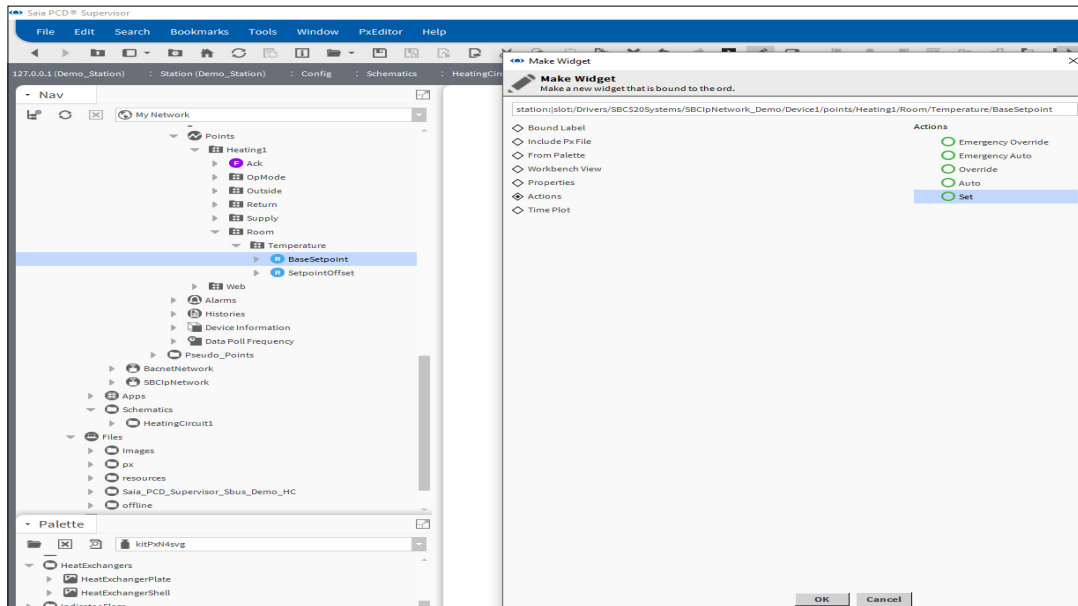 Saia PCD® Supervisor
File Edit Search Bookmarks Tools Window PxEditor Help
127.0.0.1 (Demo_Station) : Station (Demo_Station) : Config : Schematics : HeatingCir
Nav
My Network
Points
Heating1
Ack
OpMode
Outside
Return
Supply
Room
Temperature
BaseSetpoint
SetpointOffset
Web
Alarms
Histories
Device Information
Data Poll Frequency
Pseudo_Points
BacnetNetwork
SBCIpNetwork
Apps
Schematics
HeatingCircuit1
Files
Images
px
resources
Saia_PCD_Supervisor_Sbus_Demo_HC
offline
Palette
kitPxN4svg
HeatExchangers
HeatExchangerPlate
HeatExchangerShell
Make Widget
Make Widget
Make a new widget that is bound to the ord.
station:|slot:/Drivers/SBC$20Systems/SBCIpNetwork_Demo/Device1/points/Heating1/Room/Temperature/BaseSetpoint
Bound Label
Include Px File
From Palette
Workbench View
Properties
Actions
Time Plot
Actions
Emergency Override
Emergency Auto
Override
Auto
Set
OK Cancel